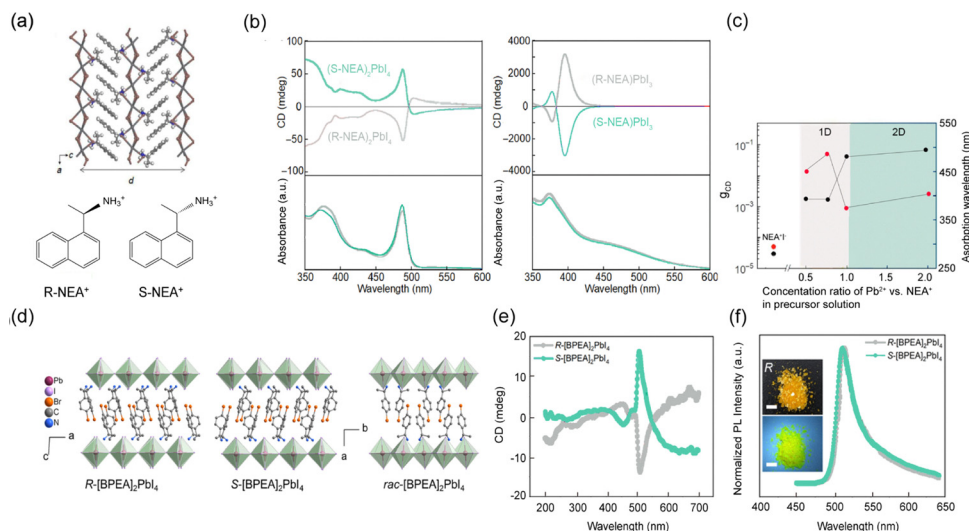 (a)
a
c
d
NH₃⁺
NH₃⁺
R-NEA⁺
S-NEA⁺
(b)
CD (mdeg)
100
50
0
−50
−100
(S-NEA)₂PbI₄
(R-NEA)₂PbI₄
Absorbance (a.u.)
350 400 450 500 550 600
Wavelength (nm)
CD (mdeg)
4000
2000
0
−2000
−4000
(R-NEA)PbI₃
(S-NEA)PbI₃
Absorbance (a.u.)
350 400 450 500 550 600
Wavelength (nm)
(c)
1D
2D
g_CD
10⁻¹
10⁻³
10⁻⁵
NEA⁺I⁻
550
500
450
400
350
300
250
Asdorption wavelength (nm)
0.5 1.0 2.0
Concentation ratio of Pb²⁺ vs. NEA⁺
in precursor solution
(d)
Pb
I
Br
C
N
a
c
b
a
R-[BPEA]₂PbI₄
S-[BPEA]₂PbI₄
rac-[BPEA]₂PbI₄
(e)
R-[BPEA]₂PbI₄
S-[BPEA]₂PbI₄
CD (mdeg)
20
10
0
-10
-20
200 300 400 500 600 700
Wavelength (nm)
(f)
R-[BPEA]₂PbI₄
S-[BPEA]₂PbI₄
R
Normalized PL Intensity (a.u.)
400 450 500 550 600 650
Wavelength (nm)